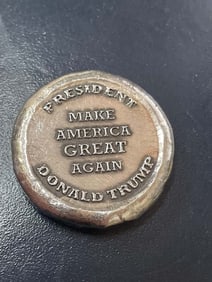 PRESIDENT
MAKE
AMERICA
GREAT
AGAIN
DONALD TRUMP